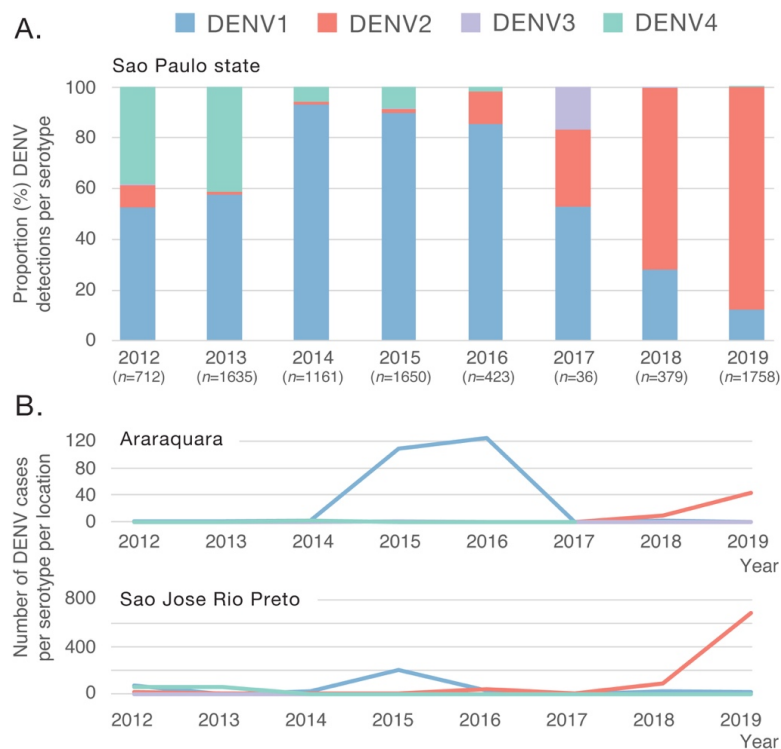 A.
DENV1 DENV2 DENV3 DENV4
Sao Paulo state
Proportion (%) DENV
detections per serotype
100
80
60
40
20
0
2012 2013 2014 2015 2016 2017 2018 2019
(n=712) (n=1635) (n=1161) (n=1650) (n=423) (n=36) (n=379) (n=1758)
B.
Number of DENV cases
per serotype per location
Araraquara
120
80
40
0
2012 2013 2014 2015 2016 2017 2018 2019
Year
Sao Jose Rio Preto
800
400
0
2012 2013 2014 2015 2016 2017 2018 2019
Year